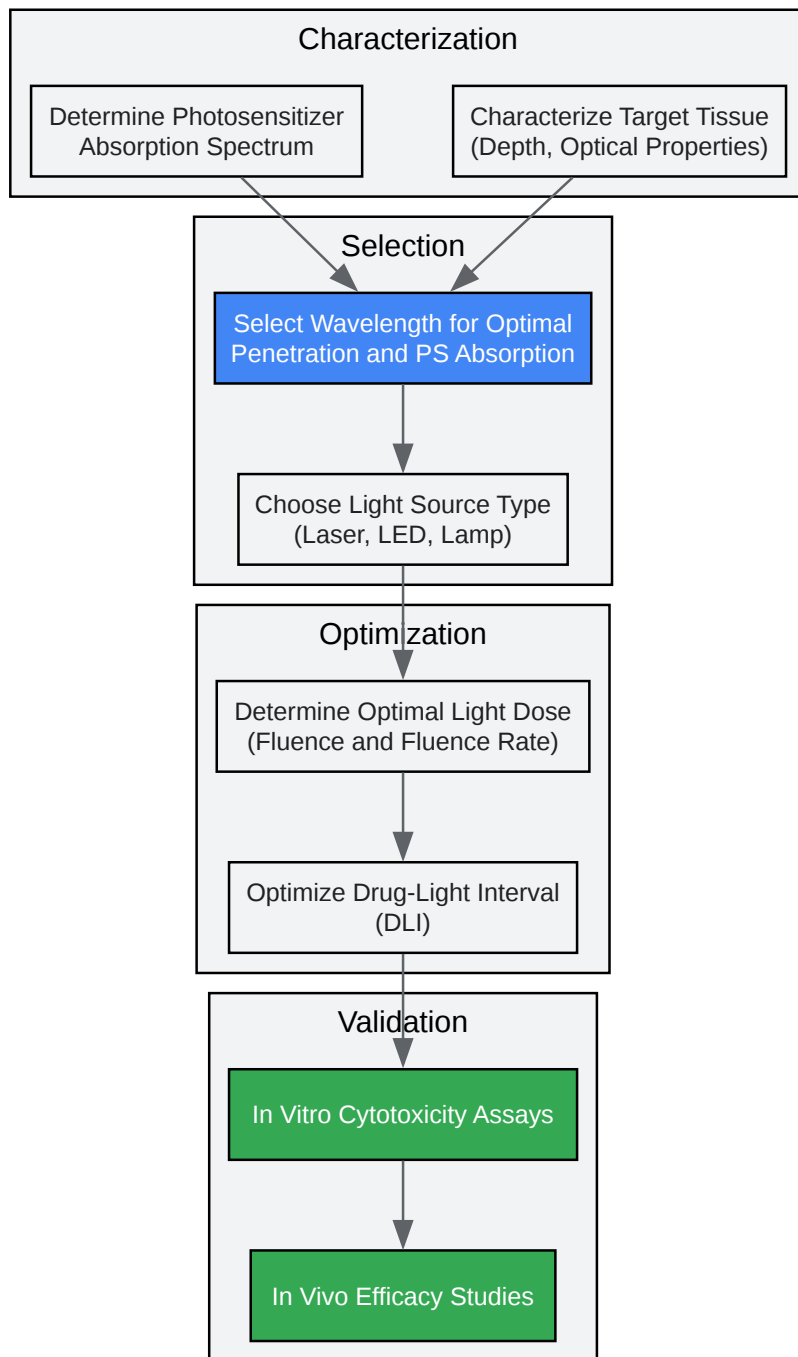 Characterization
Determine Photosensitizer
Absorption Spectrum
Characterize Target Tissue
(Depth, Optical Properties)
Selection
Select Wavelength for Optimal
Penetration and PS Absorption
Choose Light Source Type
(Laser, LED, Lamp)
Optimization
Determine Optimal Light Dose
(Fluence and Fluence Rate)
Optimize Drug-Light Interval
(DLI)
Validation
In Vitro Cytotoxicity Assays
In Vivo Efficacy Studies